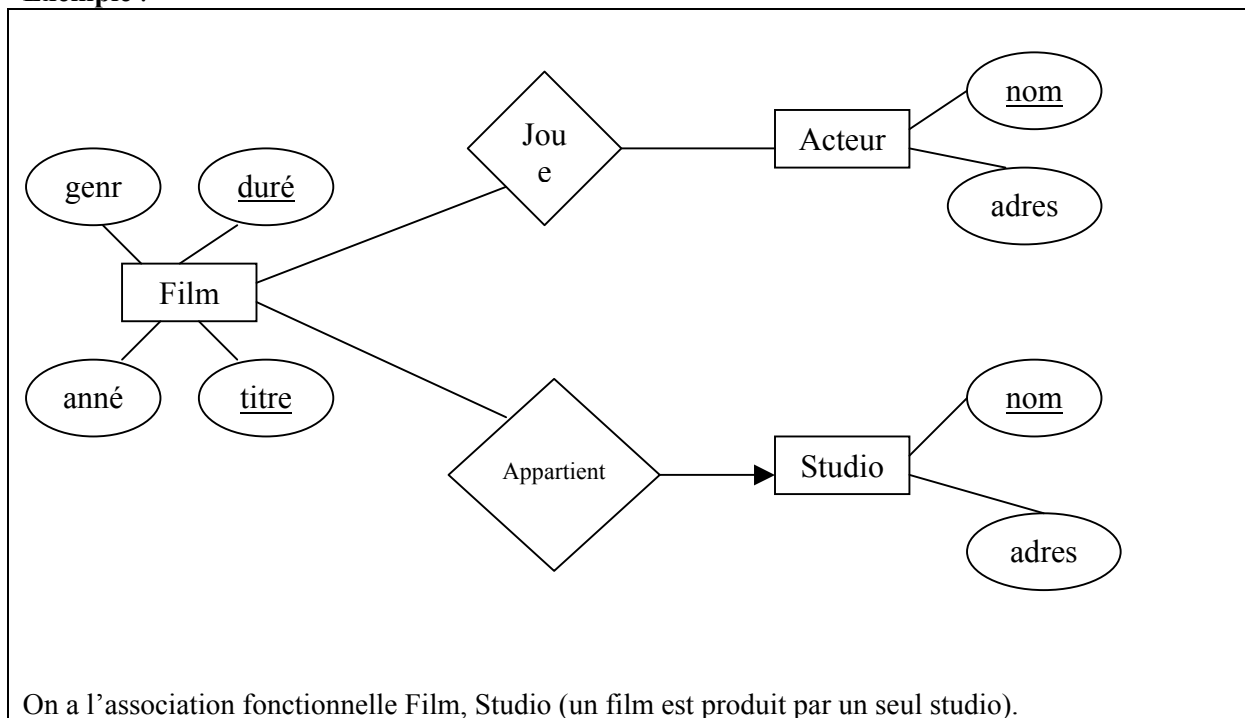 nom
Jou
e
Acteur
genr
duré
adres
Film
anné
titre
nom
Appartient
Studio
adres
On a l’association fonctionnelle Film, Studio (un film est produit par un seul studio).